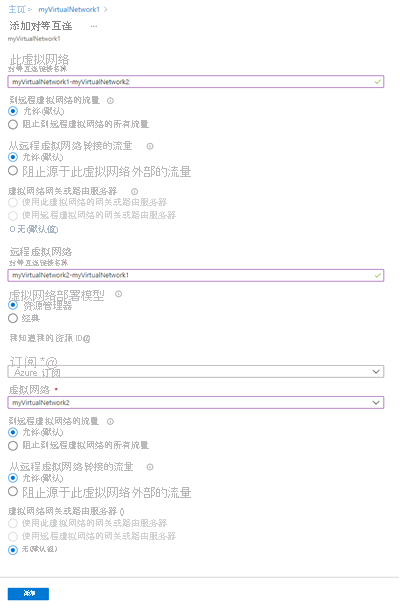 主页 > myVirtualNetwork1 >
添加对等互连 ...
myVirtualNetwork1
此虚拟网络
对等互连链接名称
myVirtualNetwork1-myVirtualNetwork2
到远程虚拟网络的流量
允许(默认)
阻止到远程虚拟网络的所有流量
从远程虚拟网络转接的流量
允许(默认)
阻止源于此虚拟网络外部的流量
虚拟网络网关或路由服务器
使用此虚拟网络的网关或路由服务器
使用远程虚拟网络的网关或路由服务器
O 无(默认值)
远程虚拟网络
对等互连链接名称
myVirtualNetwork2-myVirtualNetwork1
虚拟网络部署模型
资源管理器
经典
我知道我的资源 ID@
订阅 *@
Azure 订阅
虚拟网络 *
myVirtualNetwork2
到远程虚拟网络的流量
允许(默认)
阻止到远程虚拟网络的所有流量
从远程虚拟网络转接的流量
允许(默认)
阻止源于此虚拟网络外部的流量
虚拟网络网关或路由服务器 ()
使用此虚拟网络的网关或路由服务器
使用远程虚拟网络的网关或路由服务器
无(默认值)
添加